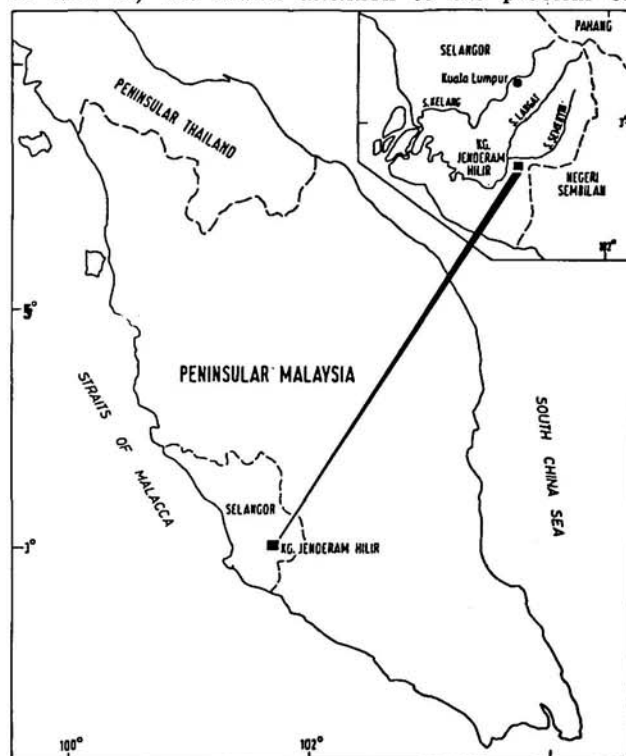 PAHANG
SELANGOR
Kuala Lumpur
S. KELANG
S. LANGAT
S. SEMENYIH
KG.
JENDERAM
HILIR
NEGERI
SEMBILAN
102°
PENINSULAR THAILAND
5°
PENINSULAR MALAYSIA
STRAITS OF MALACCA
SOUTH CHINA SEA
SELANGOR
KG. JENDERAM HILIR
100°
102°